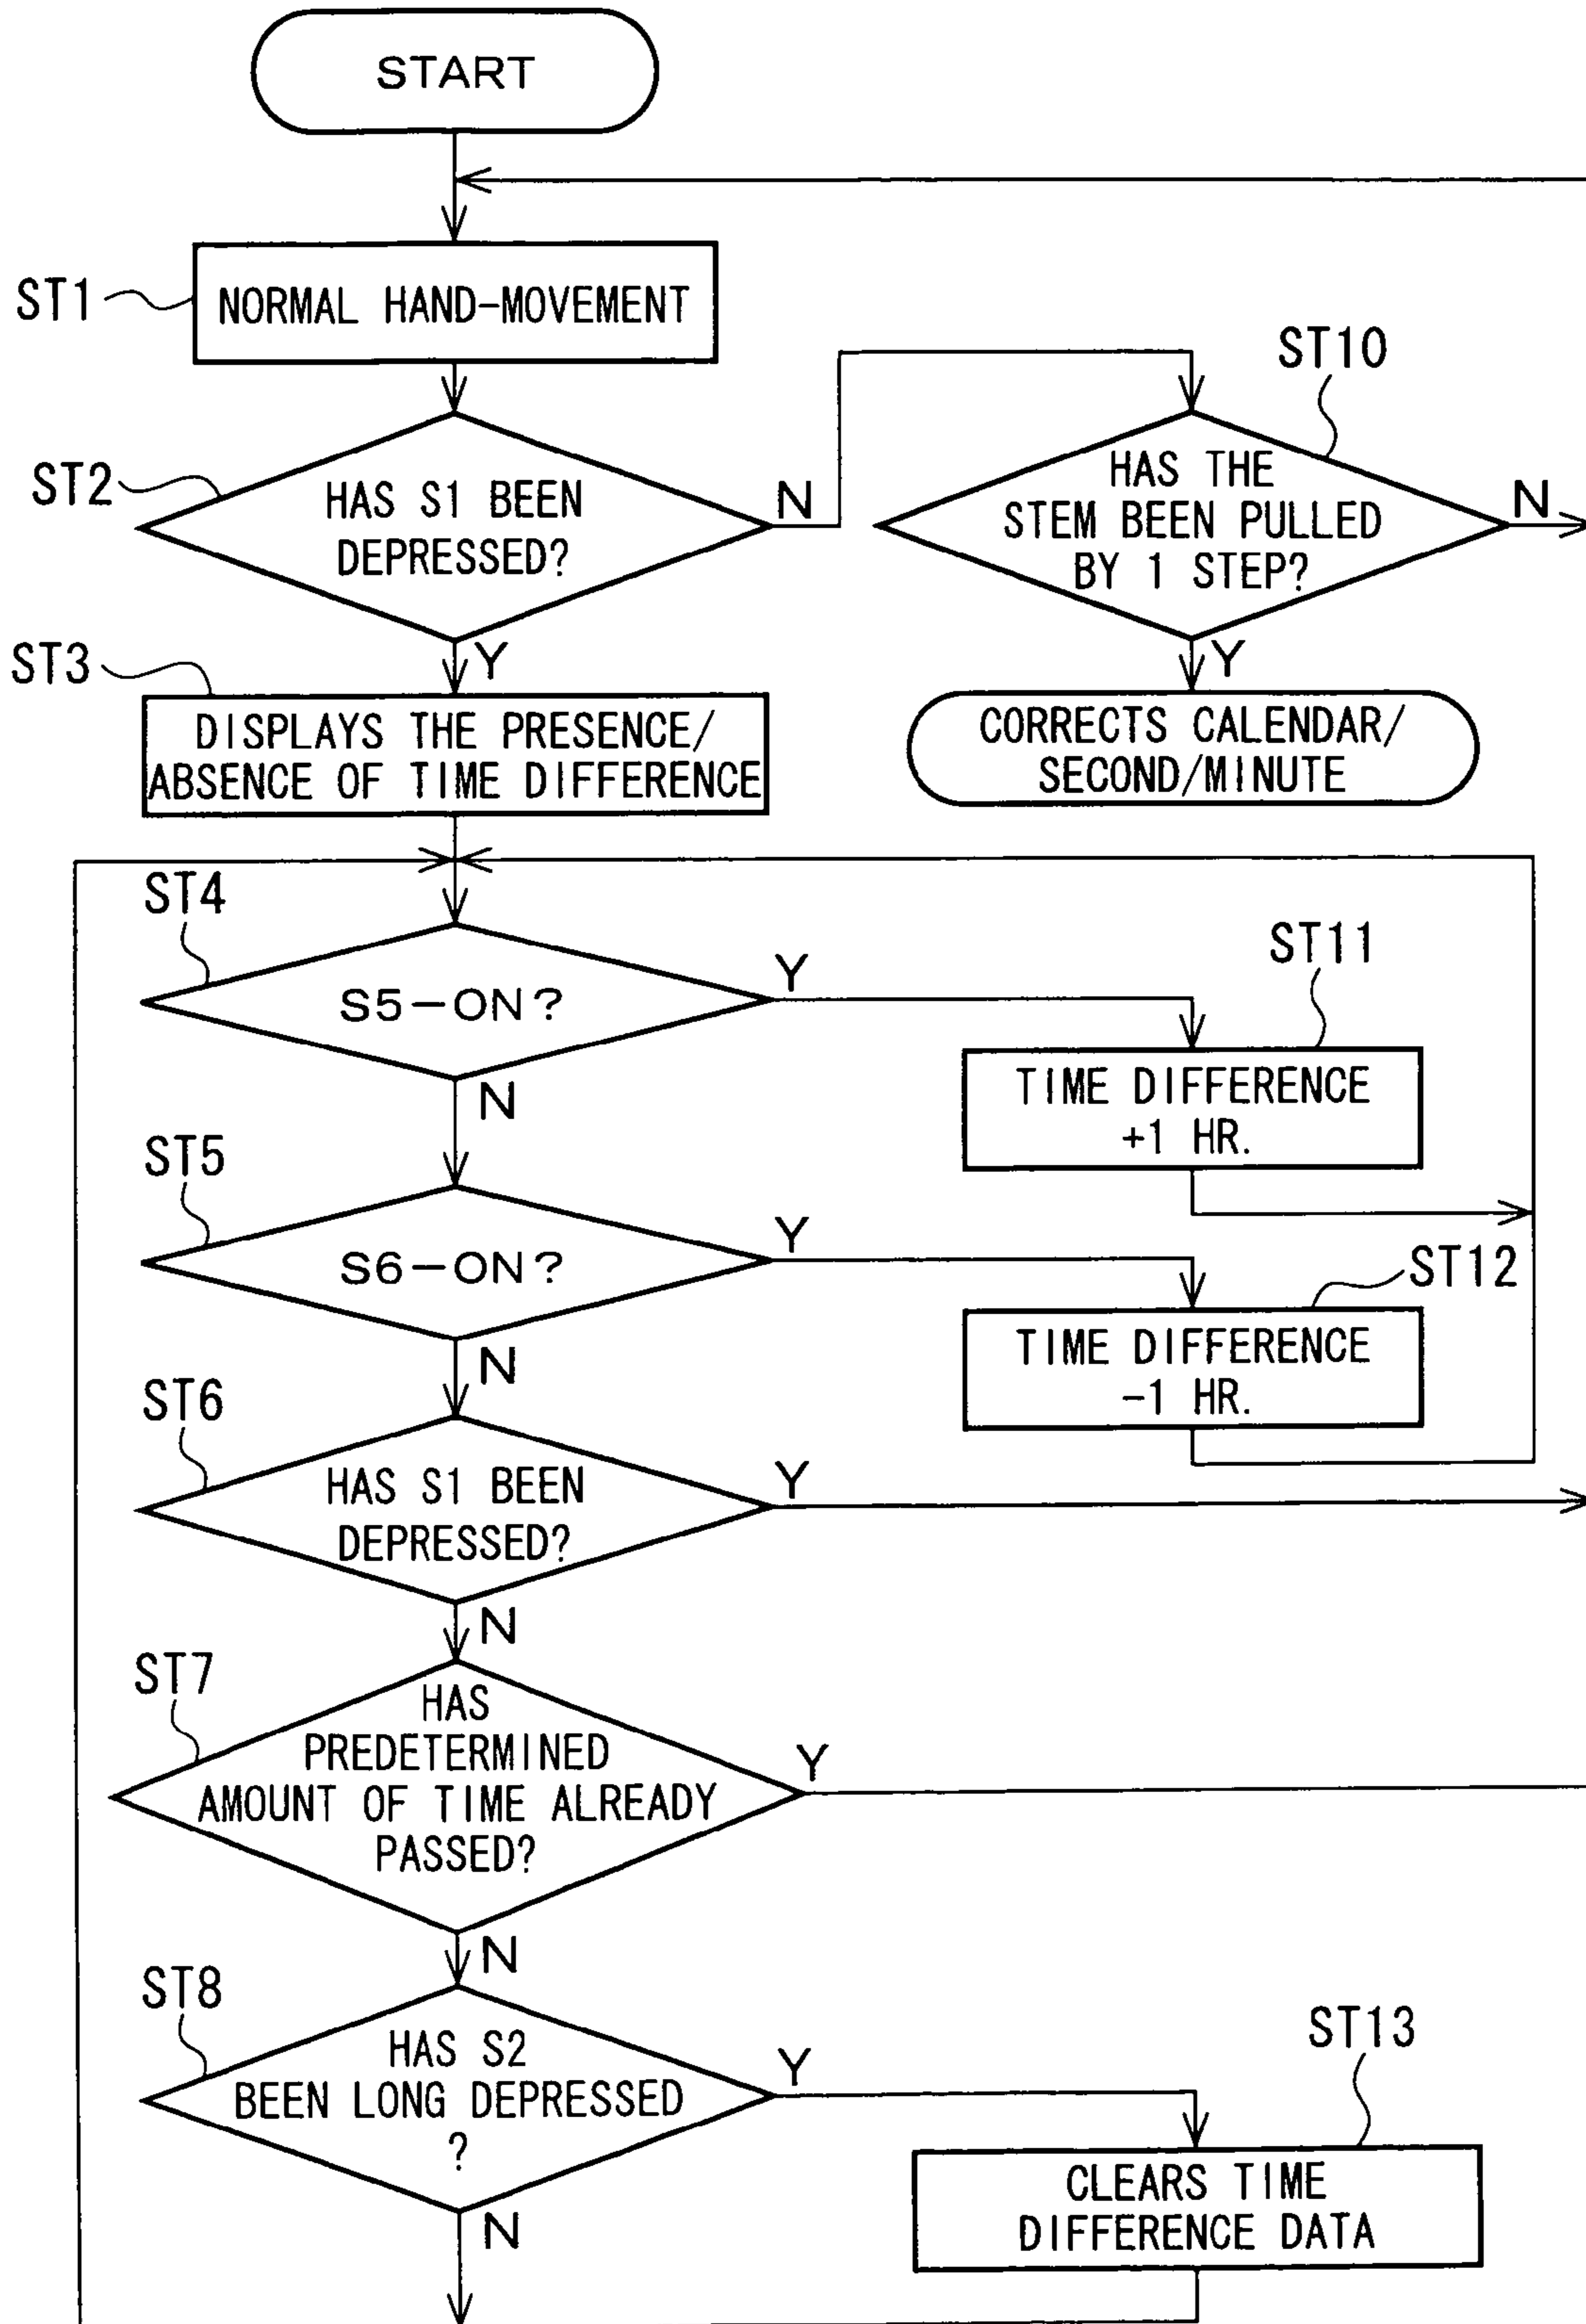 START
ST1
NORMAL HAND-MOVEMENT
ST10
ST2
HAS S1 BEEN
DEPRESSED?
N
HAS THE
STEM BEEN PULLED
BY 1 STEP?
N
Y
Y
ST3
DISPLAYS THE PRESENCE/
ABSENCE OF TIME DIFFERENCE
CORRECTS CALENDAR/
SECOND/MINUTE
ST4
S5-ON?
Y
N
ST11
TIME DIFFERENCE
+1 HR.
ST5
S6-ON?
Y
N
ST12
TIME DIFFERENCE
-1 HR.
ST6
HAS S1 BEEN
DEPRESSED?
Y
N
ST7
HAS
PREDETERMINED
AMOUNT OF TIME ALREADY
PASSED?
Y
N
ST8
HAS S2
BEEN LONG DEPRESSED
?
Y
N
ST13
CLEARS TIME
DIFFERENCE DATA